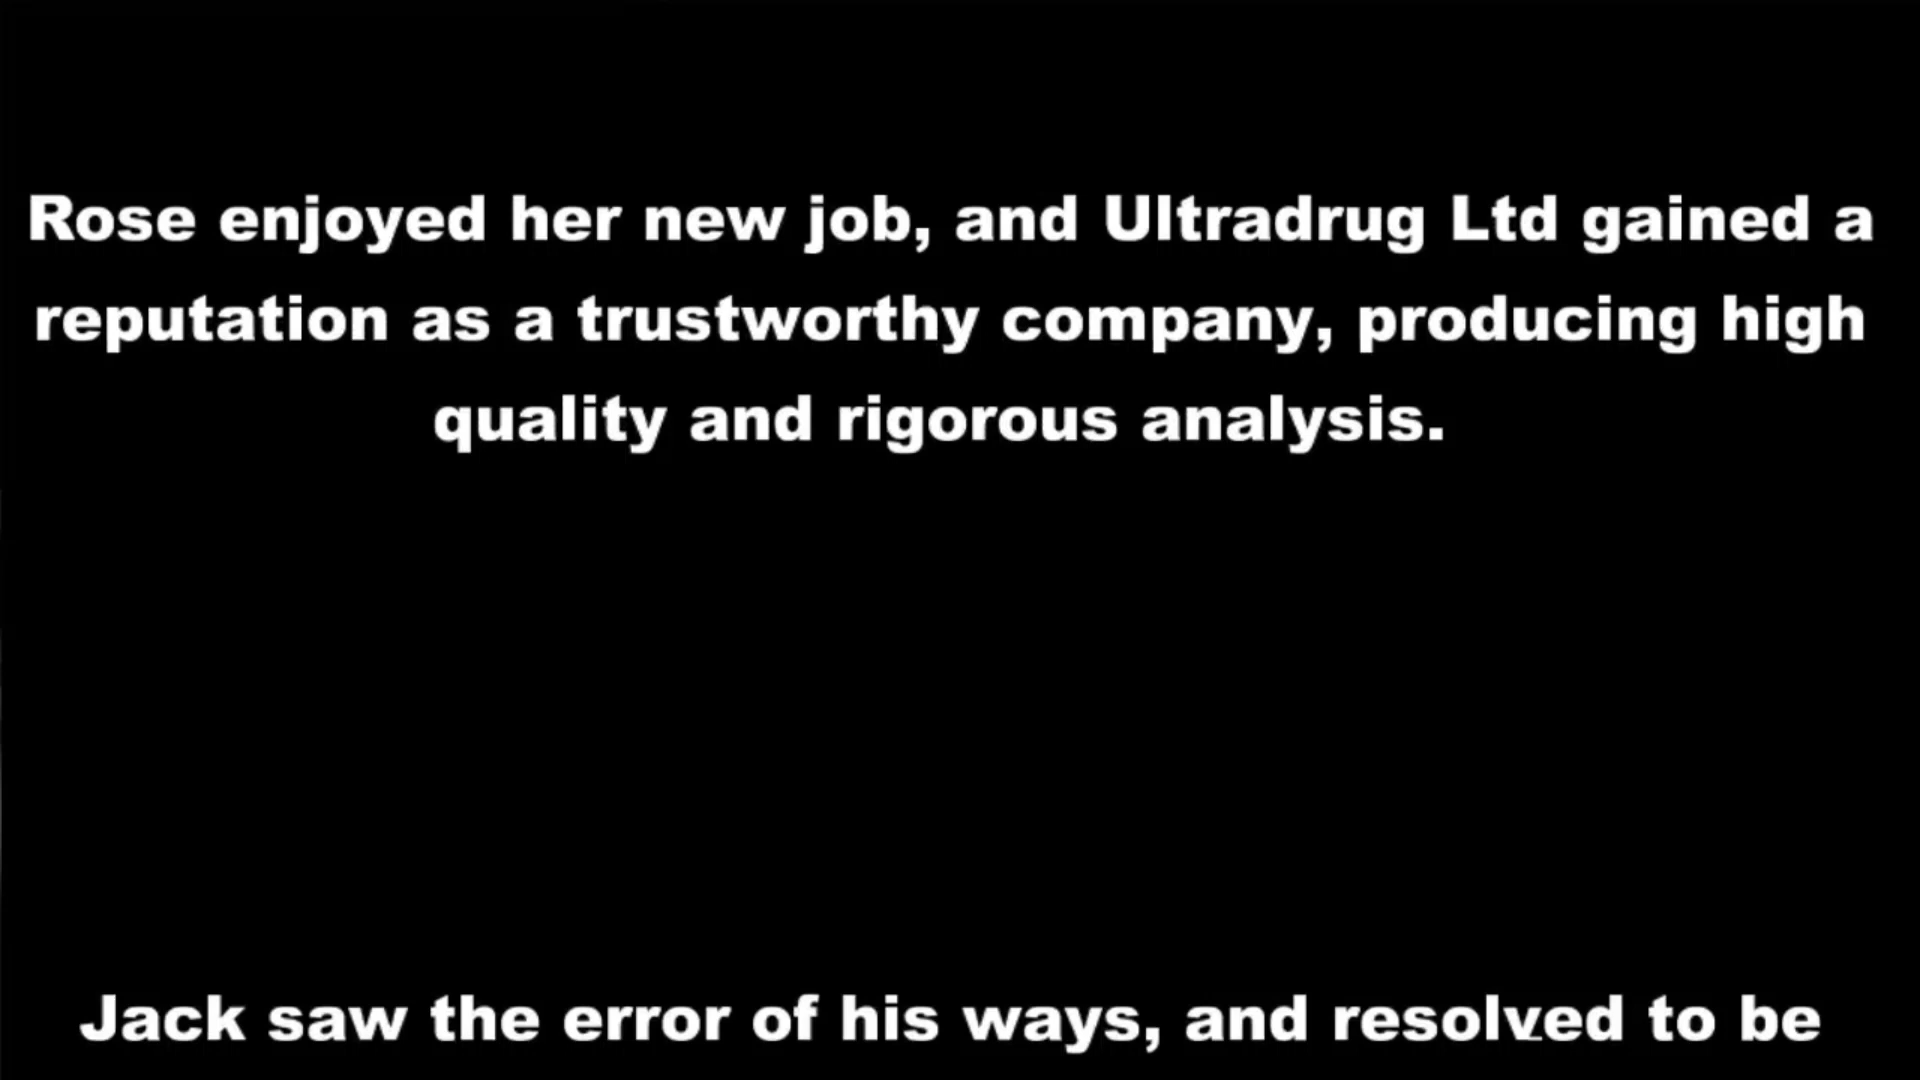 Rose enjoyed her new job, and Ultradrug Ltd gained a
reputation as a trustworthy company, producing high
quality and rigorous analysis.
Jack saw the error of his ways, and resolved to be